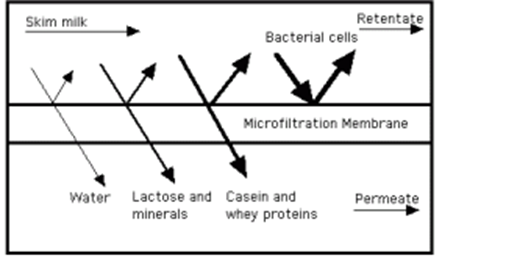 Skim milk
Retentate
Bacterial cells
Microfiltration Membrane
Water
Lactose and
minerals
Casein and
whey proteins
Permeate